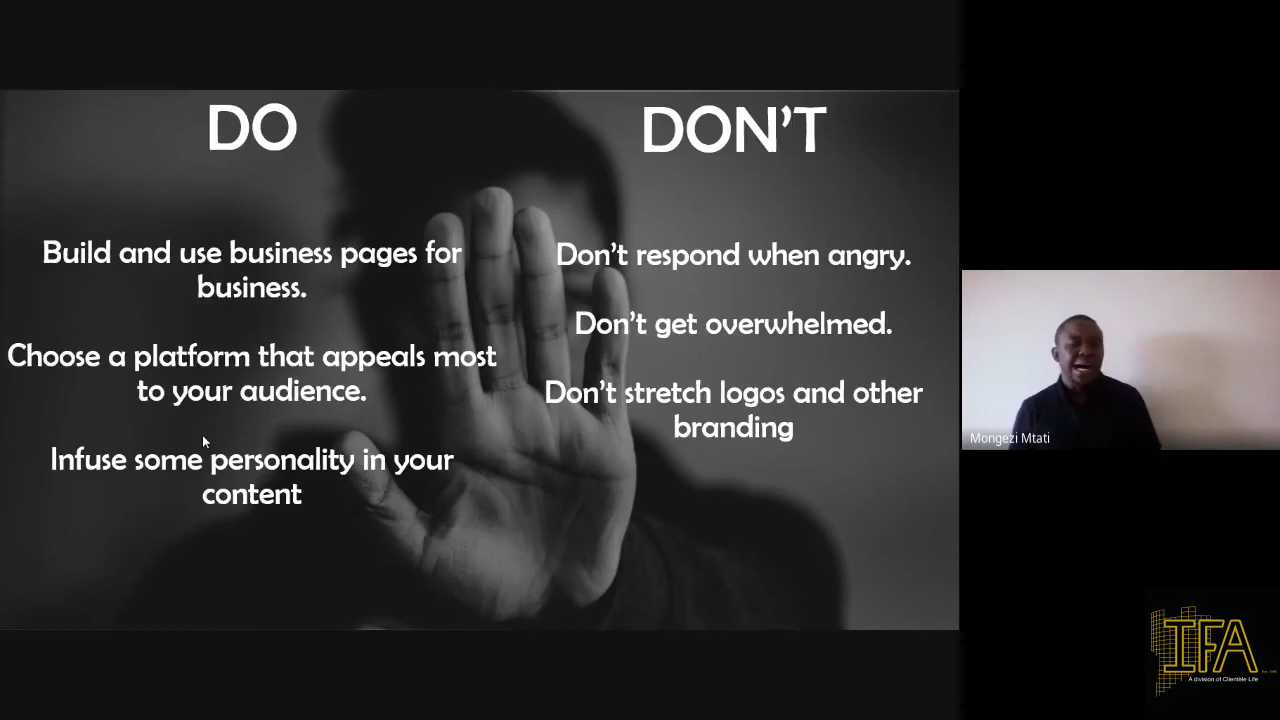 DO
Build and use business pages for
business.
Choose a platform that appeals most
to your audience.
Infuse some personality in your
content
DON'T
Don't respond when angry.
Don't get overwhelmed.
Don't stretch logos and other
branding
Mongezi Mtati
IFA
A division of Clientèle Life